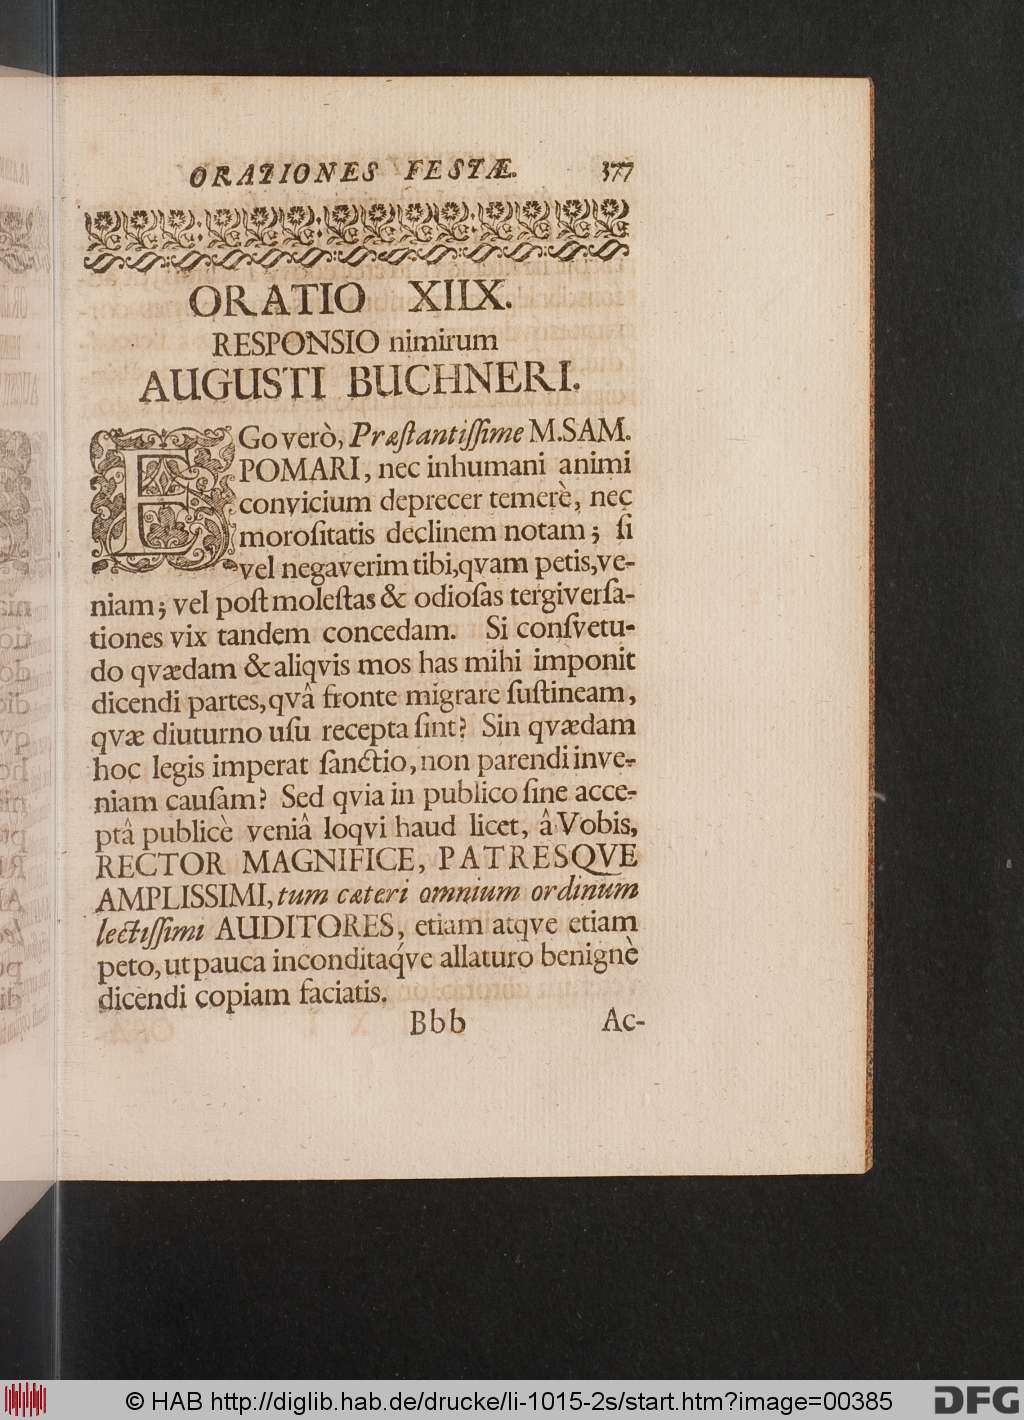 ORATIONES FESTÆ. 377
ORATIO XIIX.
RESPONSIO nimirum
AUGUSTI BUCHNERI.
EGo verò, Præſtantiſſime M.SAM.
POMARI, nec inhumani animi
convicium deprecer temerè, nec
moroſitatis declinem notam; ſi
vel negaverim tibi,qvam petis,ve-
niam; vel poſt moleſtas & odioſas tergiverſa-
tiones vix tandem concedam. Si conſvetu-
do qvædam & aliqvis mos has mihi imponit
dicendi partes,qvâ fronte migrare ſuſtineam,
qvæ diuturno uſu recepta ſint? Sin qvædam
hoc legis imperat ſanctio,non parendi inve-
niam cauſam? Sed qvia in publico ſine acce-
ptâ publicè veniâ loqvi haud licet, â Vobis,
RECTOR MAGNIFICE, PATRESQVE
AMPLISSIMI,tum cæteri omnium ordinum
lectiſſimi AUDITORES, etiam atqve etiam
peto,ut pauca inconditaq́ve allaturo benignè
dicendi copiam faciatis.
Bbb Ac-
© HAB http://diglib.hab.de/drucke/li-1015-2s/start.htm?image=00385 DFG